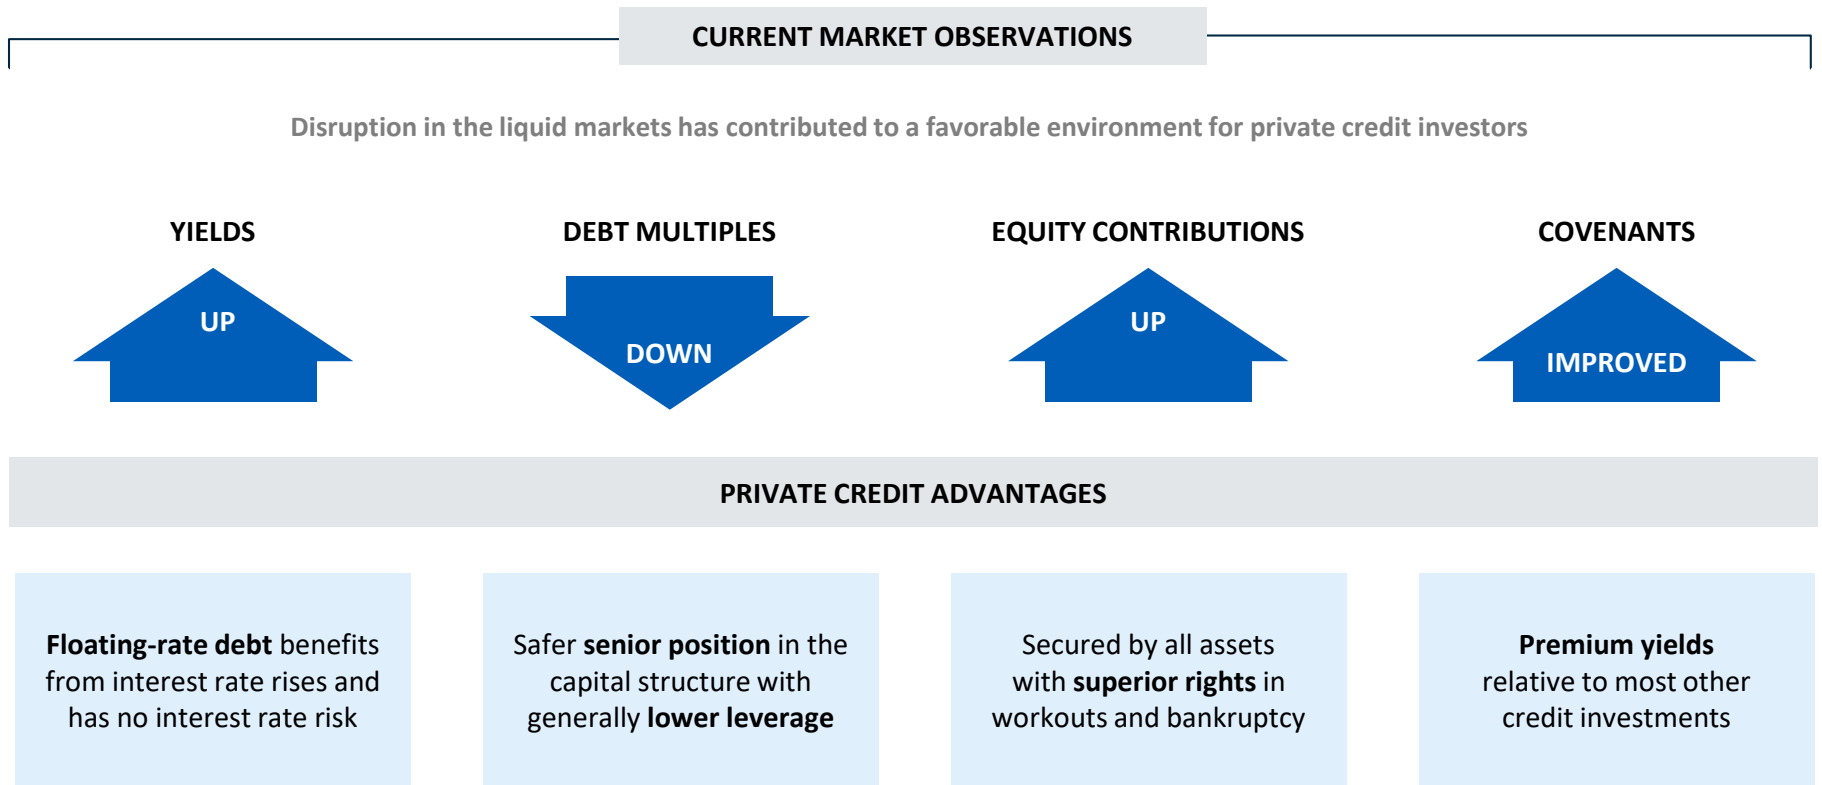 CURRENT MARKET OBSERVATIONS
Disruption in the liquid markets has contributed to a favorable environment for private credit investors
YIELDS
UP
DEBT MULTIPLES
DOWN
EQUITY CONTRIBUTIONS
UP
COVENANTS
IMPROVED
PRIVATE CREDIT ADVANTAGES
Floating-rate debt benefits
from interest rate rises and
has no interest rate risk
Safer senior position in the
capital structure with
generally lower leverage
Secured by all assets
with superior rights in
workouts and bankruptcy
Premium yields
relative to most other
credit investments